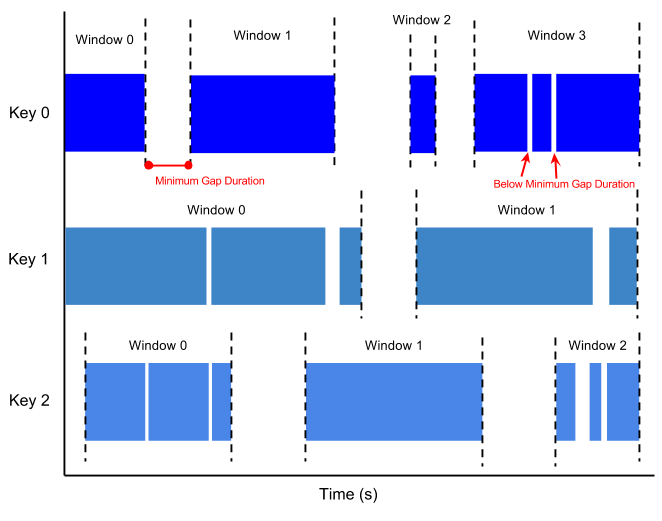 Window 0
Window 1
Window 2
Window 3
Key 0
Minimum Gap Duration
Below Minimum Gap Duration
Window 0
Window 1
Key 1
Window 0
Window 1
Window 2
Key 2
Time (s)